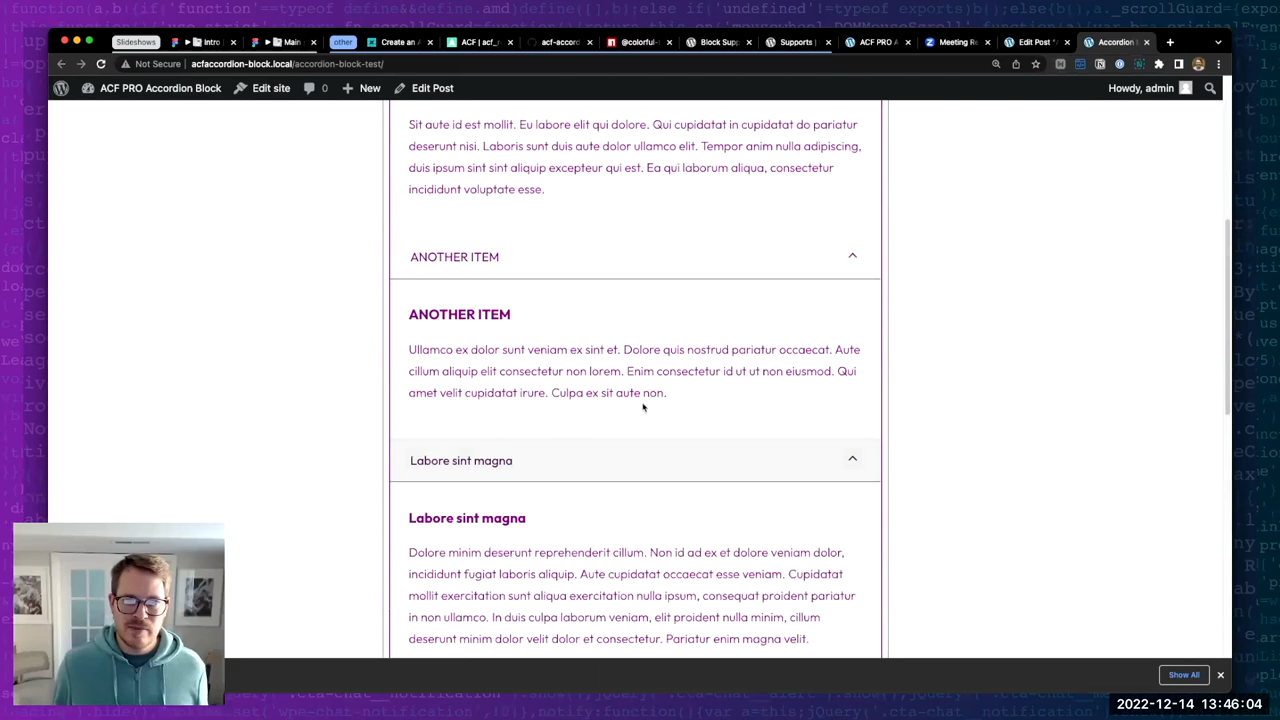 Slideshows
Intro
Main
other
Create an A
ACF | acf_r
acf-accord
@colorful-t
Block Supp
Supports
ACF PRO A
Meeting Re
Edit Post "A
Accordion
Not Secure
acfaccordion-block.local/accordion-block-test/
ACF PRO Accordion Block
Edit site
0
New
Edit Post
Howdy, admin
Sit aute id est mollit. Eu labore elit qui dolore. Qui cupidatat in cupidatat do pariatur
deserunt nisi. Laboris sunt duis aute dolor ullamco elit. Tempor anim nulla adipiscing,
duis ipsum sint sint aliquip excepteur qui est. Ea qui laborum aliqua, consectetur
incididunt voluptate esse.
ANOTHER ITEM
ANOTHER ITEM
Ullamco ex dolor sunt veniam ex sint et. Dolore quis nostrud pariatur occaecat. Aute
cillum aliquip elit consectetur non lorem. Enim consectetur id ut ut non eiusmod. Qui
amet velit cupidatat irure. Culpa ex sit aute non.
Labore sint magna
Labore sint magna
Dolore minim deserunt reprehenderit cillum. Non id ad ex et dolore veniam dolor,
incididunt fugiat laboris aliquip. Aute cupidatat occaecat esse veniam. Cupidatat
mollit exercitation sunt aliqua exercitation nulla ipsum, consequat proident pariatur
in non ullamco. In duis culpa laborum veniam, elit proident nulla minim, cillum
deserunt minim dolor velit dolor et consectetur. Pariatur enim magna velit.
Show All
2022-12-14 13:46:04